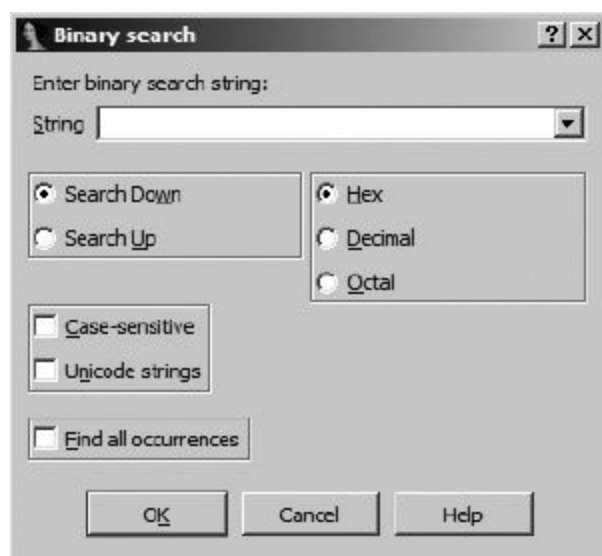 Binary search
Enter binary search string:
String
Search Down
Search Up
Hex
Decimal
Octal
Case-sensitive
Unicode strings
Find all occurrences
OK Cancel Help